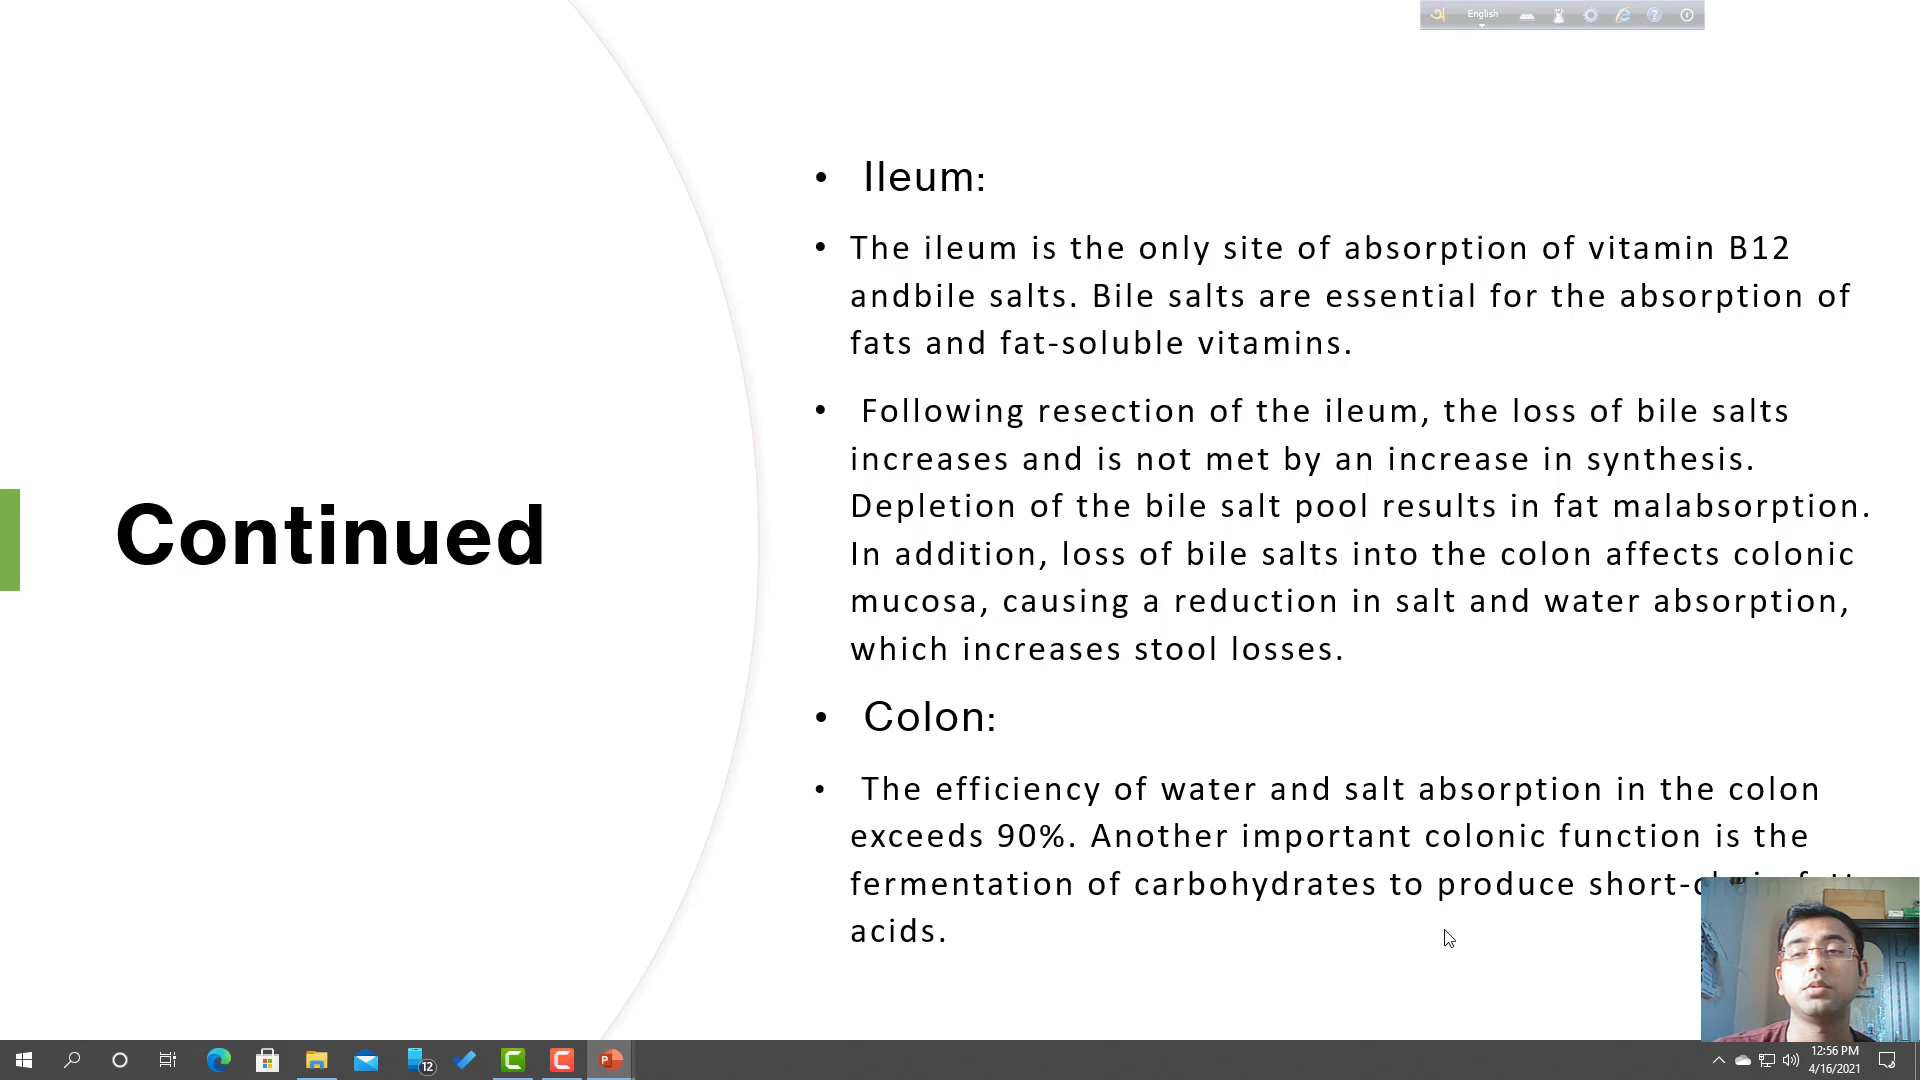 English
• Ileum:
• The ileum is the only site of absorption of vitamin B12
andbile salts. Bile salts are essential for the absorption of
fats and fat-soluble vitamins.
• Following resection of the ileum, the loss of bile salts
increases and is not met by an increase in synthesis.
Depletion of the bile salt pool results in fat malabsorption.
In addition, loss of bile salts into the colon affects colonic
mucosa, causing a reduction in salt and water absorption,
which increases stool losses.
Continued
• Colon:
• The efficiency of water and salt absorption in the colon
exceeds 90%. Another important colonic function is the
fermentation of carbohydrates to produce short-
acids.
12
12:56 PM
4/16/2021